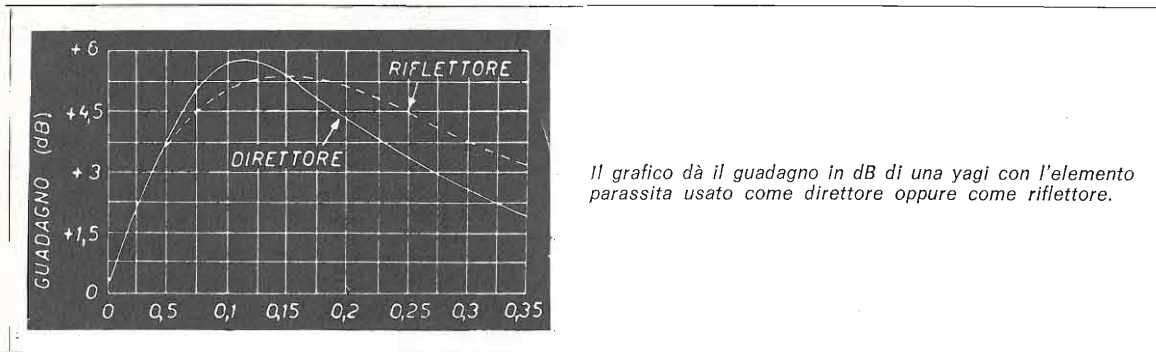 GUADAGNO (dB)
+6
+4,5
+3
+1,5
0
RIFLETTORE
DIRETTORE
0 0,5 0,1 0,15 0,2 0,25 0,3 0,35
Il grafico dà il guadagno in dB di una yagi con l'elemento
parassita usato come direttore oppure come riflettore.